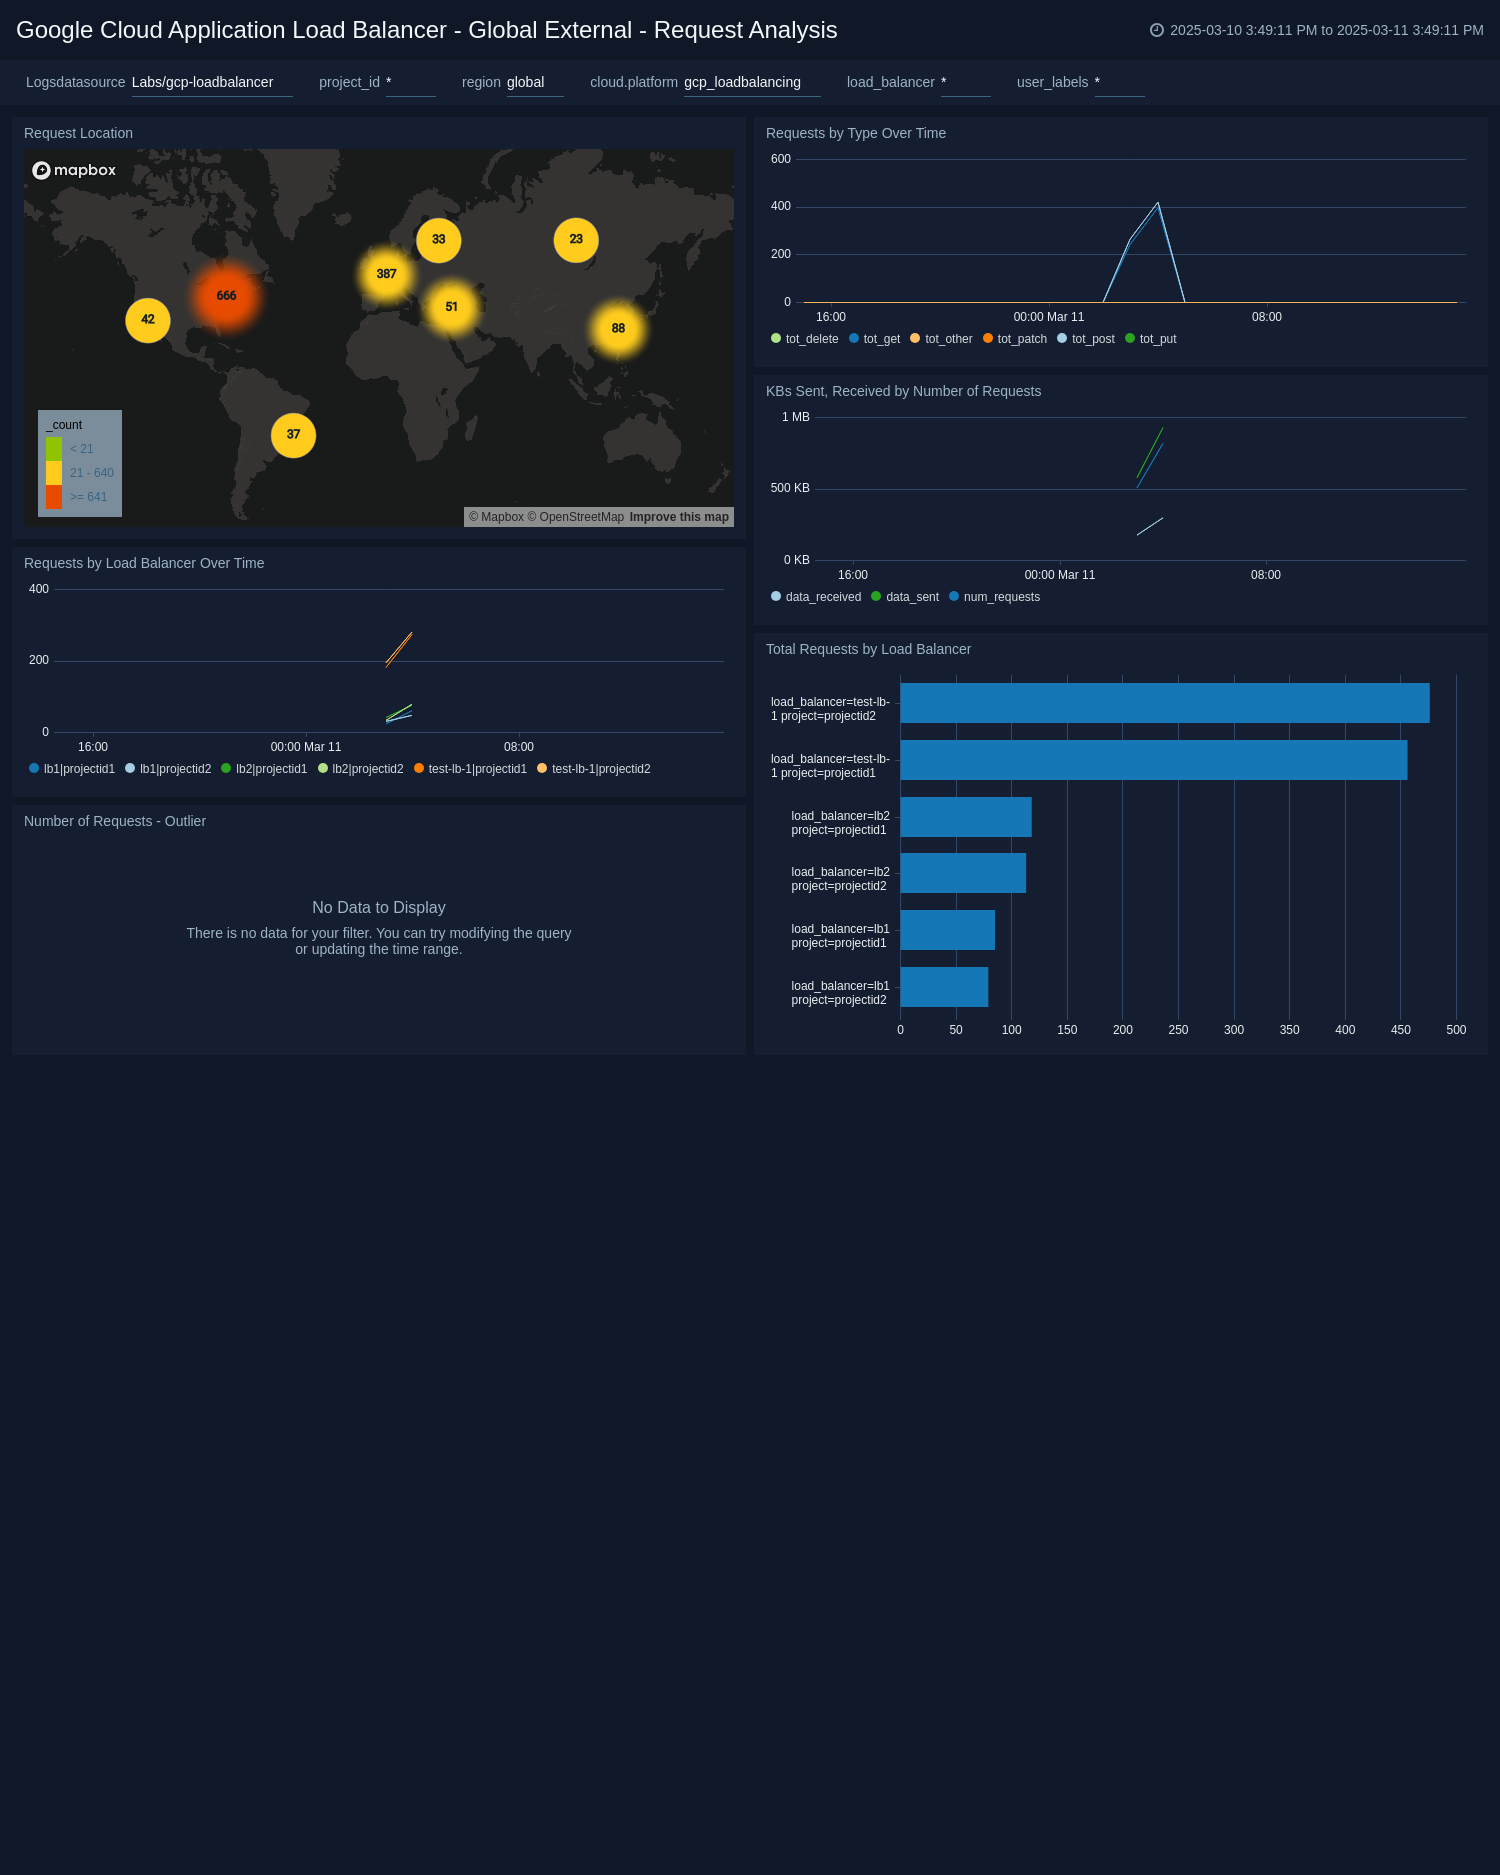 Google Cloud Application Load Balancer - Global External - Request Analysis
2025-03-10 3:49:11 PM to 2025-03-11 3:49:11 PM
Logsdatasource Labs/gcp-loadbalancer project_id * region global cloud.platform gcp_loadbalancing load_balancer * user_labels *
Request Location
mapbox
33
23
387
666
51
42
88
37
_count
< 21
21 - 640
>= 641
© Mapbox © OpenStreetMap Improve this map
Requests by Load Balancer Over Time
400
200
0
16:00 00:00 Mar 11 08:00
lb1|projectid1 lb1|projectid2 lb2|projectid1 lb2|projectid2 test-lb-1|projectid1 test-lb-1|projectid2
Number of Requests - Outlier
No Data to Display
There is no data for your filter. You can try modifying the query
or updating the time range.
Requests by Type Over Time
600
400
200
0
16:00 00:00 Mar 11 08:00
tot_delete tot_get tot_other tot_patch tot_post tot_put
KBs Sent, Received by Number of Requests
1 MB
500 KB
0 KB
16:00 00:00 Mar 11 08:00
data_received data_sent num_requests
Total Requests by Load Balancer
load_balancer=test-lb-
1 project=projectid2
load_balancer=test-lb-
1 project=projectid1
load_balancer=lb2
project=projectid1
load_balancer=lb2
project=projectid2
load_balancer=lb1
project=projectid1
load_balancer=lb1
project=projectid2
0 50 100 150 200 250 300 350 400 450 500